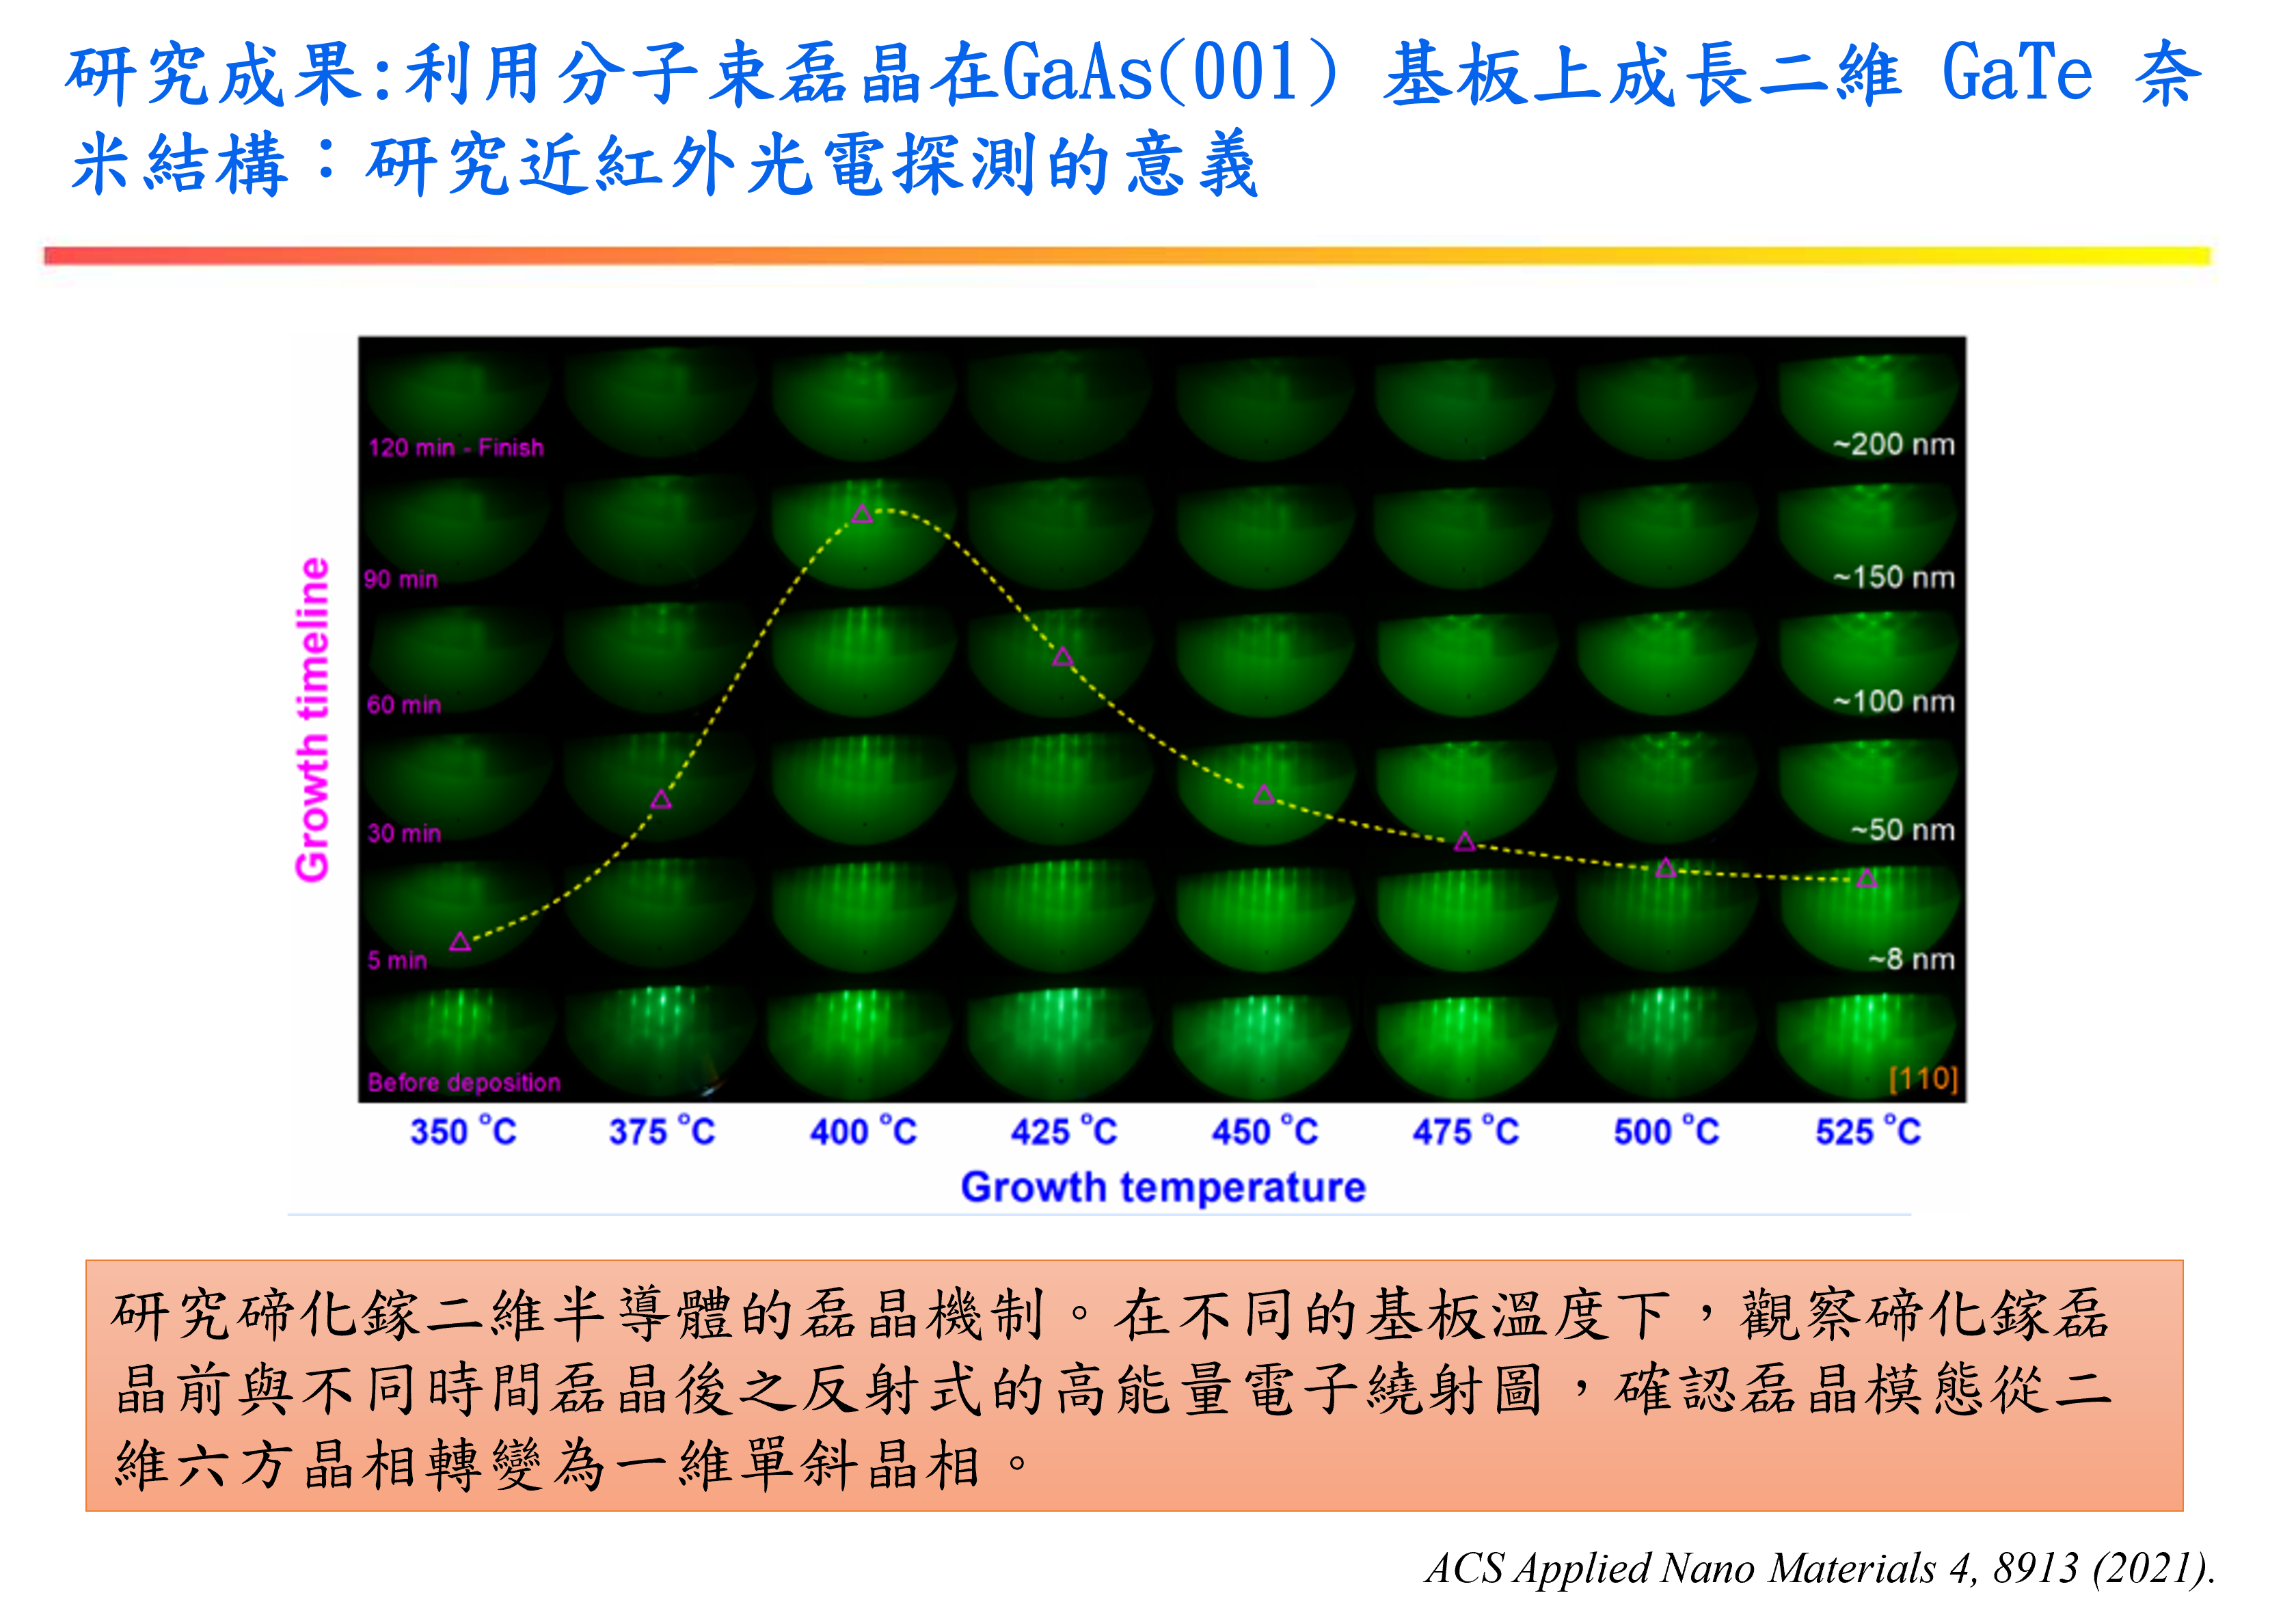 研究成果:利用分子束磊晶在GaAs(001) 基板上成長二維 GaTe 奈
米結構：研究近紅外光電探測的意義
Growth timeline
120 min - Finish
~200 nm
90 min
~150 nm
60 min
~100 nm
30 min
~50 nm
5 min
~8 nm
Before deposition
[110]
350 °C 375 °C 400 °C 425 °C 450 °C 475 °C 500 °C 525 °C
Growth temperature
研究碲化鎵二維半導體的磊晶機制。在不同的基板溫度下，觀察碲化鎵磊
晶前與不同時間磊晶後之反射式的高能量電子繞射圖，確認磊晶模態從二
維六方晶相轉變為一維單斜晶相。
ACS Applied Nano Materials 4, 8913 (2021).